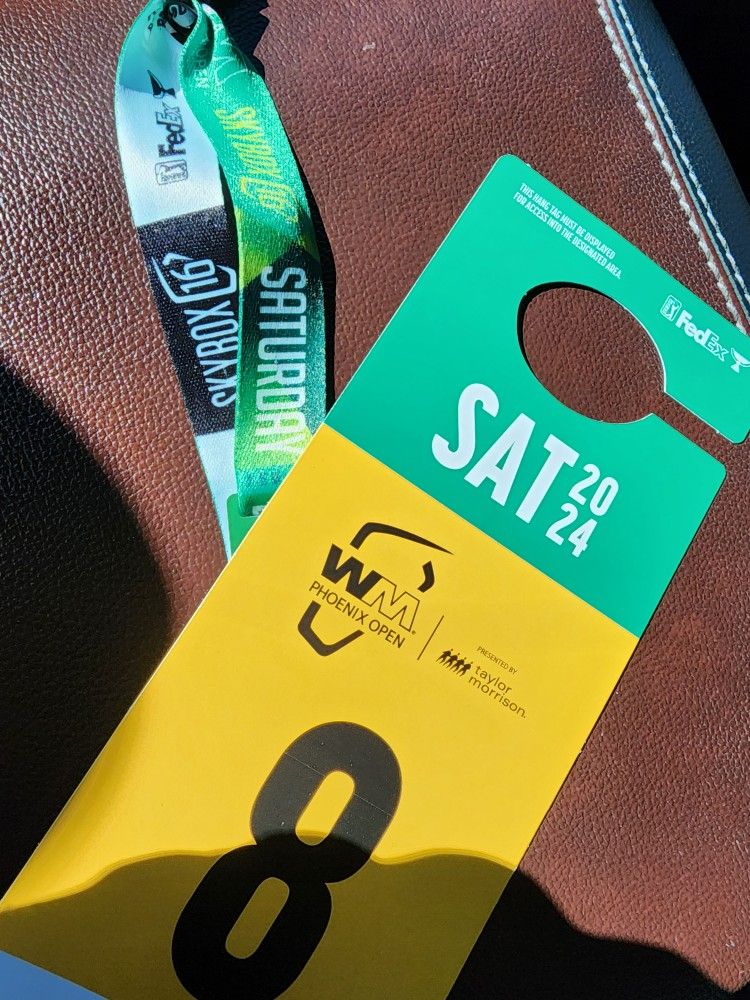 FedEx
SKYBOX 16
SKYBOX 16
SATURDAY
THIS HANG TAG MUST BE DISPLAYED
FOR ACCESS INTO THE DESIGNATED AREA.
FedEx
SAT 20
24
WM
PHOENIX OPEN
PRESENTED BY
taylor
morrison.
8